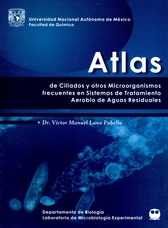 Universidad Nacional Autónoma de México
Facultad de Química
Atlas
de Ciliados y otros Microorganismos
frecuentes en Sistemas de Tratamiento
Aerobio de Aguas Residuales
• Dr. Víctor Manuel Luna Pabello
Departamento de Biología
Laboratorio de Microbiología Experimental